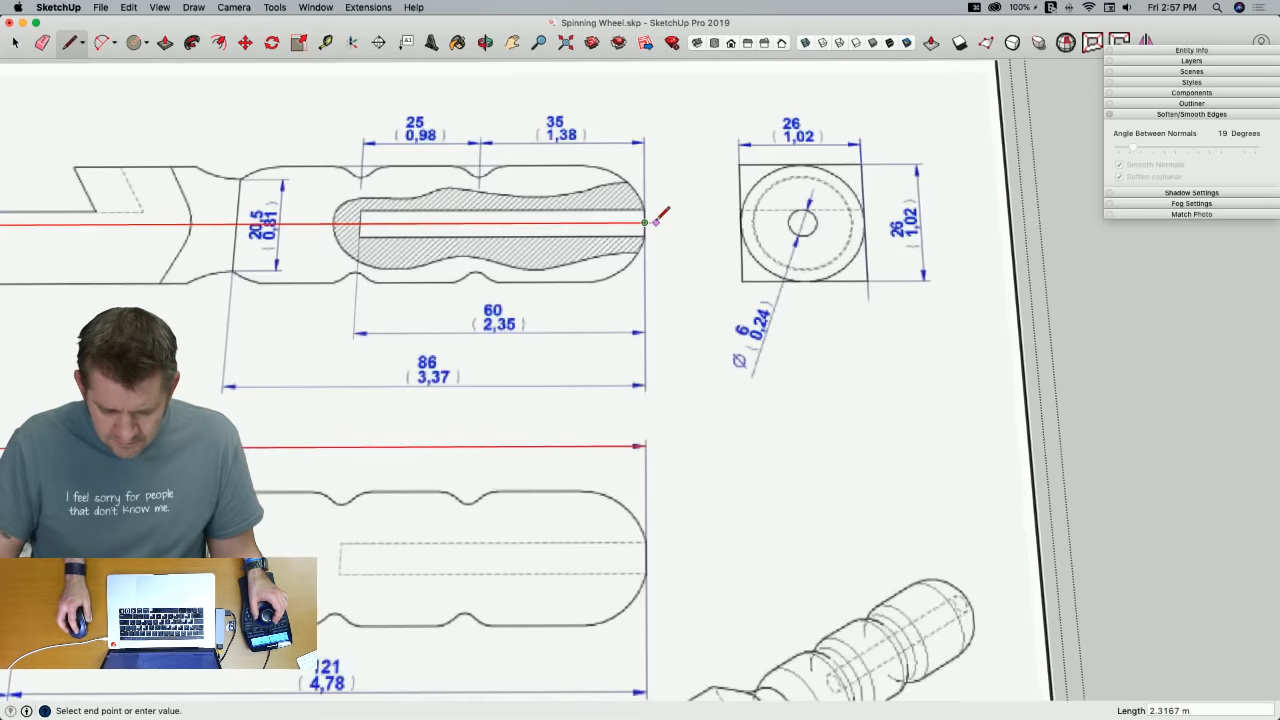 SketchUp File Edit View Draw Camera Tools Window Extensions Help
100% Fri 2:57 PM
Spinning Wheel.skp - SketchUp Pro 2019
Entity Info
Layers
Scenes
Styles
Components
Outliner
Soften/Smooth Edges
Angle Between Normals 19 Degrees
Smooth Normals
Soften coplanar
Shadow Settings
Fog Settings
Match Photo
25
( 0,98 )
35
( 1,38 )
26
( 1,02 )
20,5
( 0,81 )
26
( 1,02 )
60
( 2,35 )
Ø 6
( 0,24 )
86
( 3,37 )
I feel sorry for people
that don't know me.
121
( 4,78 )
Select end point or enter value.
Length 2.3167 m